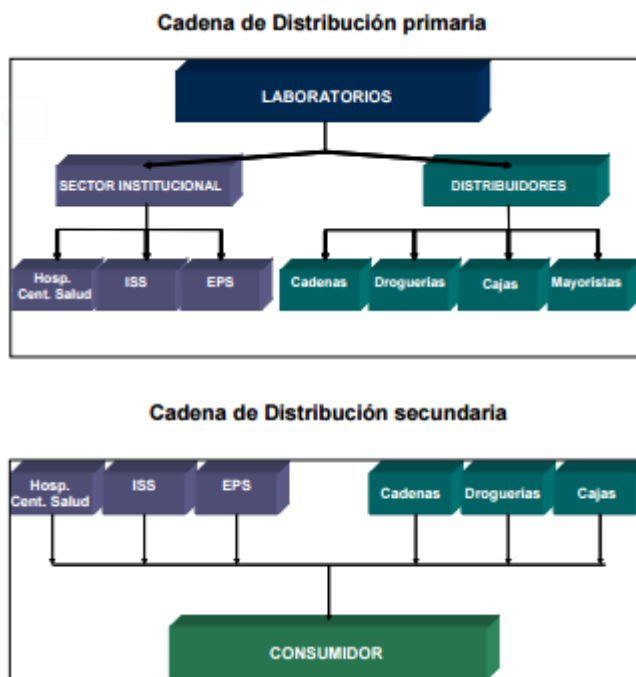 Cadena de Distribución primaria
LABORATORIOS
SECTOR INSTITUCIONAL
DISTRIBUIDORES
Hosp.
Cent. Salud
ISS
EPS
Cadenas
Droguerias
Cajas
Mayoristas
Cadena de Distribución secundaria
Hosp.
Cent. Salud
ISS
EPS
Cadenas
Droguerias
Cajas
CONSUMIDOR